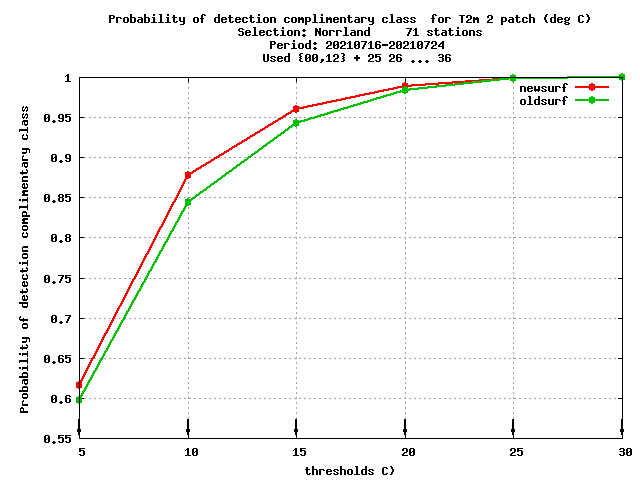 Probability of detection complimentary class  for T2m 2 patch (deg C)
Selection: Norrland     71 stations
Period: 20210716-20210724
Used {00,12} + 25 26 ... 36
newsurf
oldsurf
Probability of detection complimentary class
1
0.95
0.9
0.85
0.8
0.75
0.7
0.65
0.6
0.55
5 10 15 20 25 30
thresholds C)